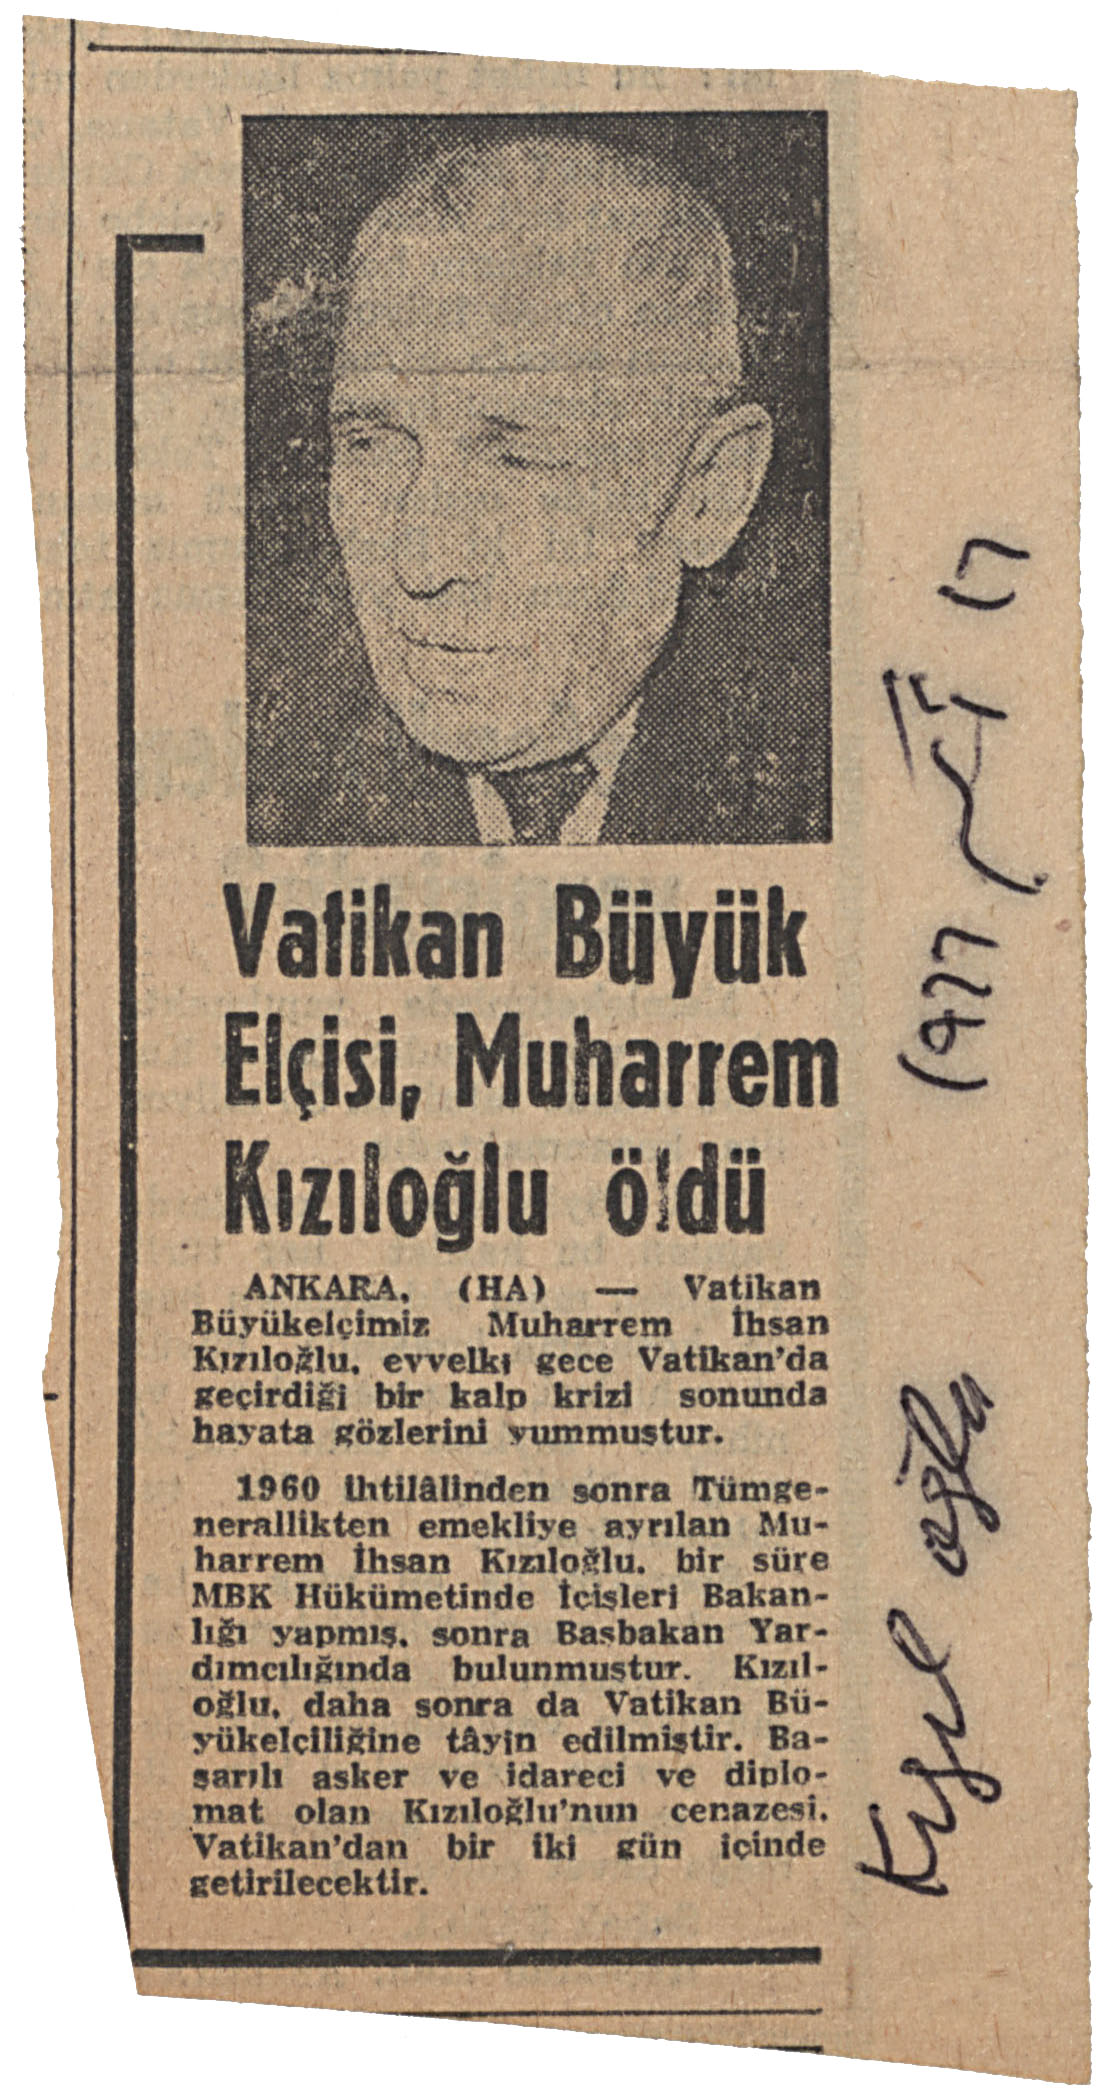 Vatikan Büyük
Elçisi, Muharrem
Kızıloğlu öldü
ANKARA, (HA) — Vatikan
Büyükelçimiz Muharrem İhsan
Kızıloğlu, evvelki gece Vatikan'da
geçirdiği bir kalp krizi sonunda
hayata gözlerini yummuştur.
1960 ihtilâlinden sonra Tümge-
nerallikten emekliye ayrılan Mu-
harrem İhsan Kızıloğlu, bir süre
MBK Hükümetinde İçişleri Bakan-
lığı yapmış, sonra Başbakan Yar-
dımcılığında bulunmuştur. Kızıl-
oğlu, daha sonra da Vatikan Bü-
yükelçiliğine tâyin edilmiştir. Ba-
şarılı asker ve idareci ve diplo-
mat olan Kızıloğlu'nun cenazesi,
Vatikan'dan bir iki gün içinde
getirilecektir.
Kızıl oğlu